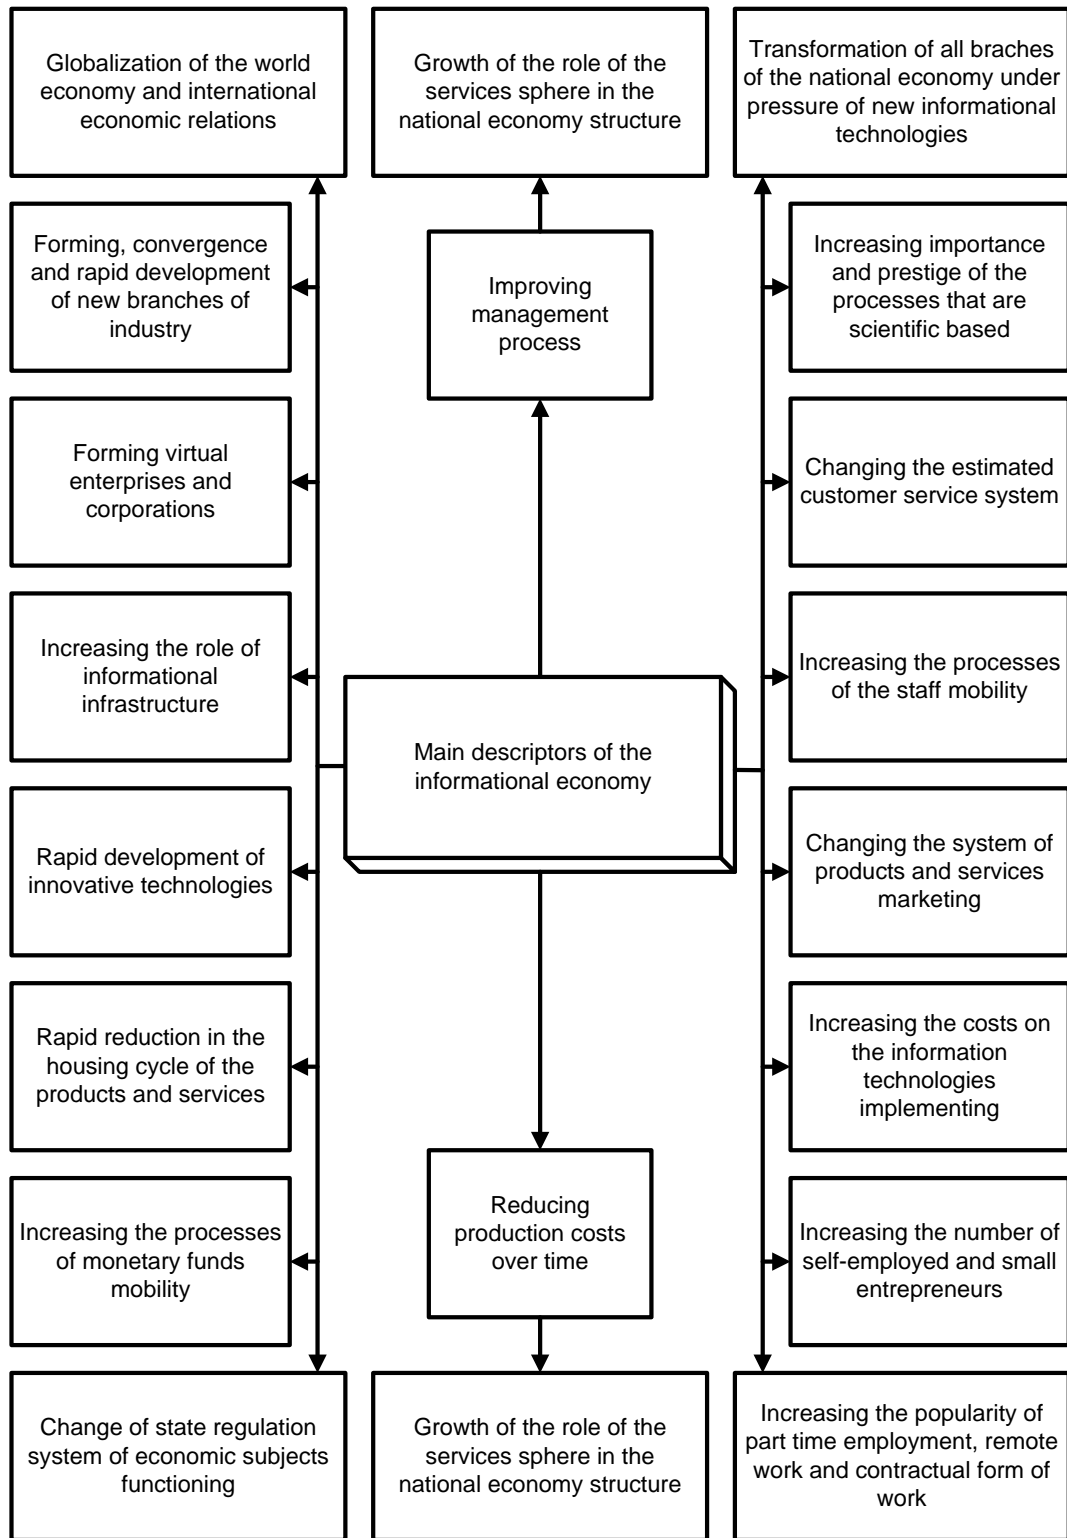 Globalization of the world
economy and international
economic relations
Growth of the role of the
services sphere in the
national economy structure
Transformation of all braches
of the national economy under
pressure of new informational
technologies
Forming, convergence
and rapid development
of new branches of
industry
Improving
management
process
Increasing importance
and prestige of the
processes that are
scientific based
Forming virtual
enterprises and
corporations
Changing the estimated
customer service system
Increasing the role of
informational
infrastructure
Main descriptors of the
informational economy
Increasing the processes
of the staff mobility
Rapid development of
innovative technologies
Changing the system of
products and services
marketing
Rapid reduction in the
housing cycle of the
products and services
Increasing the costs on
the information
technologies
implementing
Increasing the processes
of monetary funds
mobility
Reducing
production costs
over time
Increasing the number of
self-employed and small
entrepreneurs
Change of state regulation
system of economic subjects
functioning
Growth of the role of the
services sphere in the
national economy structure
Increasing the popularity of
part time employment, remote
work and contractual form of
work